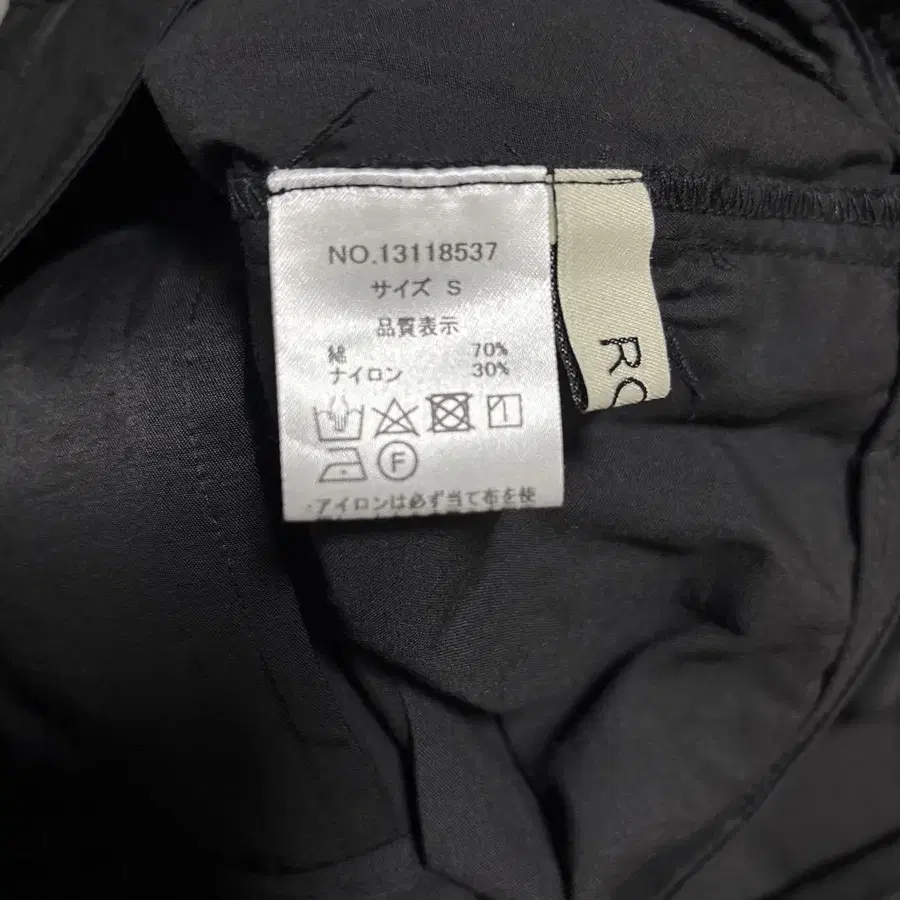 NO.13118537
サイズ S
品質表示
綿 70%
ナイロン 30%
F
・アイロンは必ず当て布を使
RO